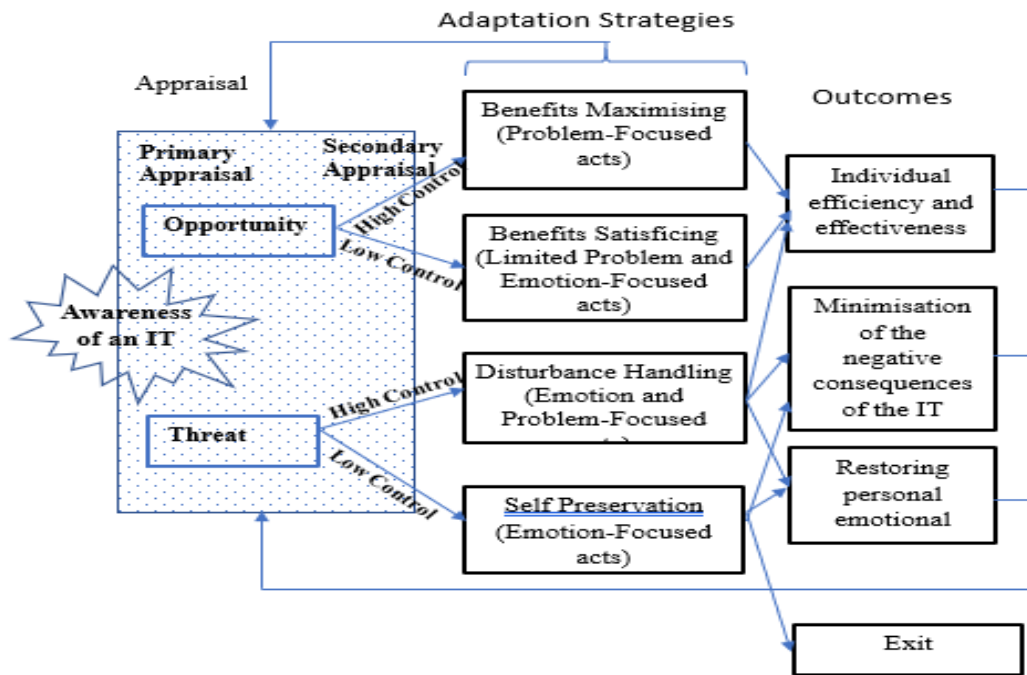 Adaptation Strategies
Appraisal
Outcomes
Primary
Appraisal
Secondary
Appraisal
Opportunity
High Control
Low Control
Awareness
of an IT
Threat
High Control
Low Control
Benefits Maximising
(Problem-Focused
acts)
Benefits Satisficing
(Limited Problem and
Emotion-Focused
acts)
Disturbance Handling
(Emotion and
Problem-Focused
Self Preservation
(Emotion-Focused
acts)
Individual
efficiency and
effectiveness
Minimisation
of the
negative
consequences
of the IT
Restoring
personal
emotional
Exit